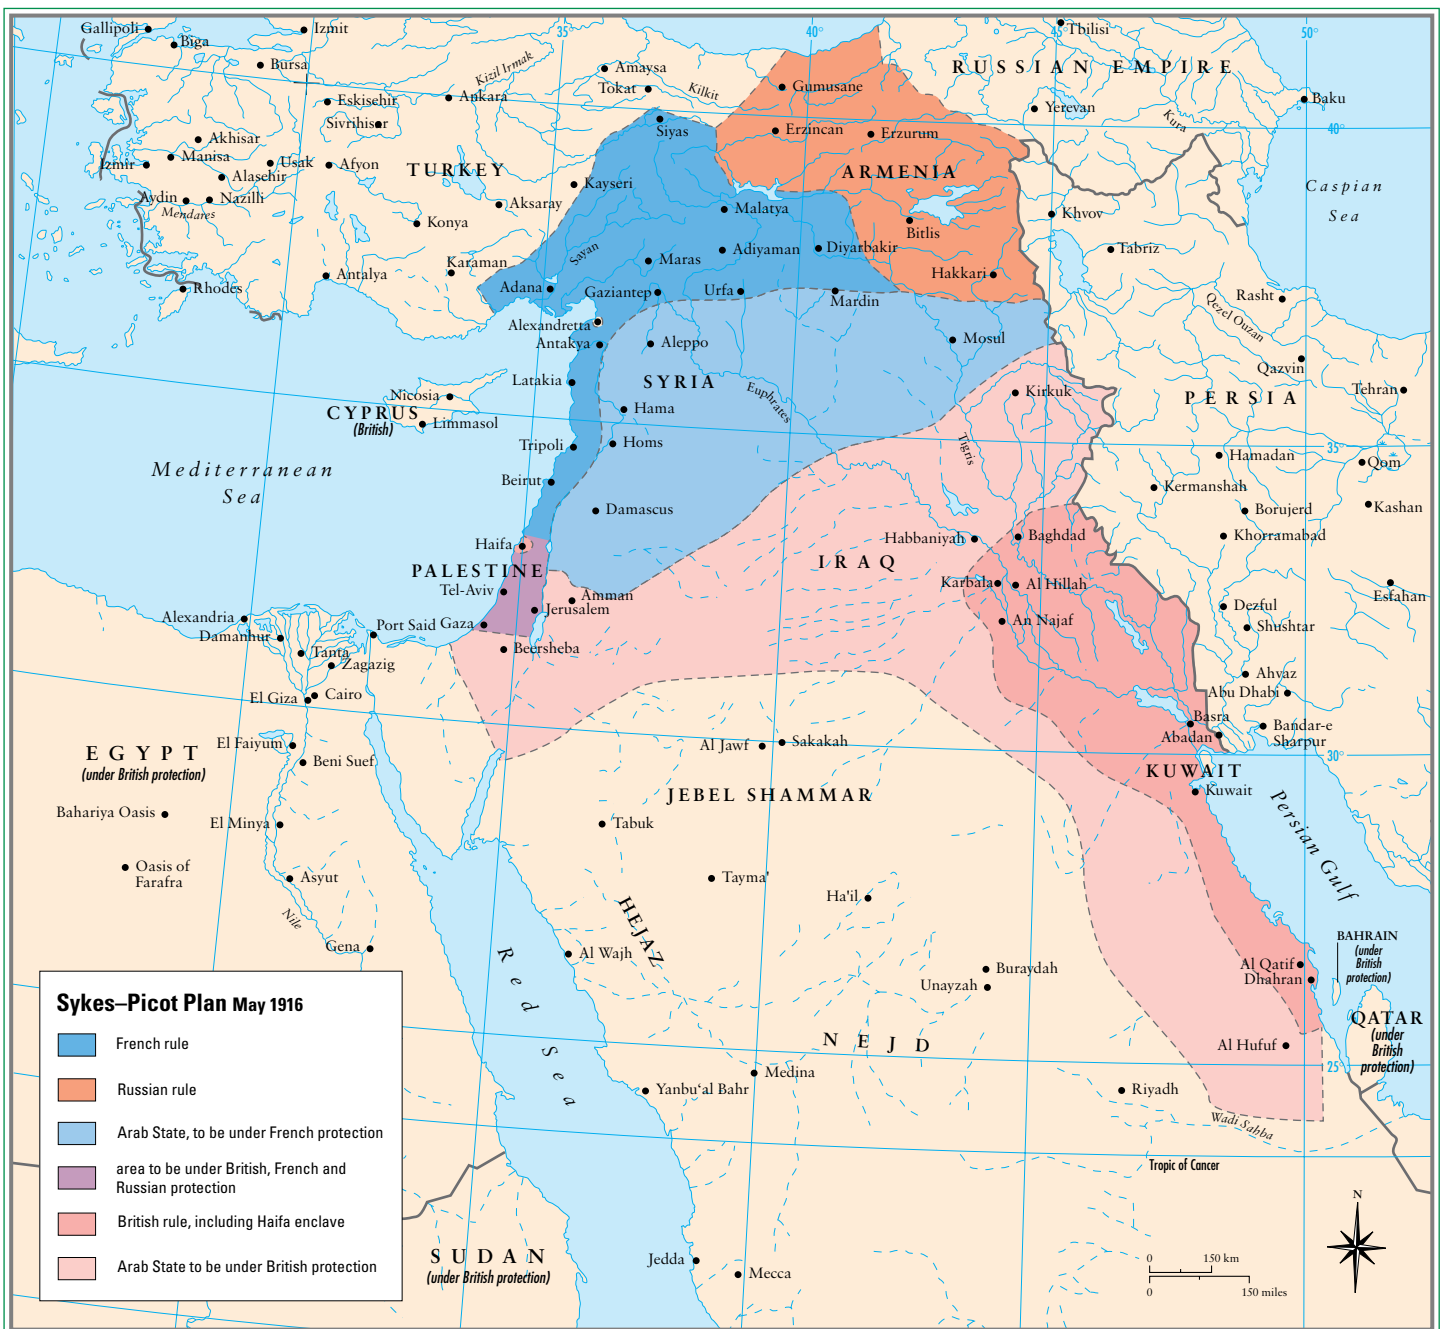 Gallipoli
Izmit
Biga
Bursa
35°
40°
45°
50°
Tbilisi
RUSSIAN EMPIRE
Kizil Irmak
Amaysa
Tokat
Kilkit
Gumusane
Eskisehir
Ankara
Sivrihisar
Siyas
Erzincan
Erzurum
Yerevan
Kura
Baku
40°
Akhisar
Manisa
Izmir
Usak
Afyon
Alasehir
TURKEY
ARMENIA
Kayseri
Aydin
Nazilli
Mendares
Aksaray
Konya
Malatya
Bitlis
Khvov
Caspian
Sea
Sayan
Adiyaman
Diyarbakir
Tabriz
Karaman
Maras
Hakkari
Antalya
Rhodes
Adana
Gaziantep
Urfa
Mardin
Rasht
Qezel Ouzan
Alexandretta
Antakya
Aleppo
Mosul
Qazvin
Latakia
SYRIA
Euphrates
Kirkuk
Tehran
PERSIA
Nicosia
CYPRUS
(British)
Limmasol
Hama
Tripoli
Homs
Tigris
35°
Hamadan
Qom
Mediterranean
Sea
Beirut
Kermanshah
Damascus
Borujerd
Kashan
Haifa
Habbaniyah
Baghdad
Khorramabad
PALESTINE
IRAQ
Tel-Aviv
Amman
Karbala
Al Hillah
Esfahan
Jerusalem
Dezful
Alexandria
Damanhur
Port Said
Gaza
An Najaf
Shushtar
Tanta
Zagazig
Beersheba
Ahvaz
El Giza
Cairo
Abu Dhabi
Basra
Bandar-e
Sharpur
Abadan
El Faiyum
Al Jawf
Sakakah
EGYPT
(under British protection)
Beni Suef
30°
KUWAIT
Kuwait
JEBEL SHAMMAR
Bahariya Oasis
El Minya
Tabuk
Persian Gulf
Oasis of
Farafra
Asyut
Tayma'
Ha'il
Nile
HEJAZ
Gena
Al Wajh
Red Sea
BAHRAIN
(under
British
protection)
Buraydah
Unayzah
Al Qatif
Dhahran
QATAR
(under
British
protection)
NEJD
Al Hufuf
25°
Medina
Yanbu‘al Bahr
Riyadh
Wadi Sahba
Tropic of Cancer
N
SUDAN
(under British protection)
Jedda
Mecca
0 150 km
0 150 miles
Sykes–Picot Plan May 1916
French rule
Russian rule
Arab State, to be under French protection
area to be under British, French and
Russian protection
British rule, including Haifa enclave
Arab State to be under British protection